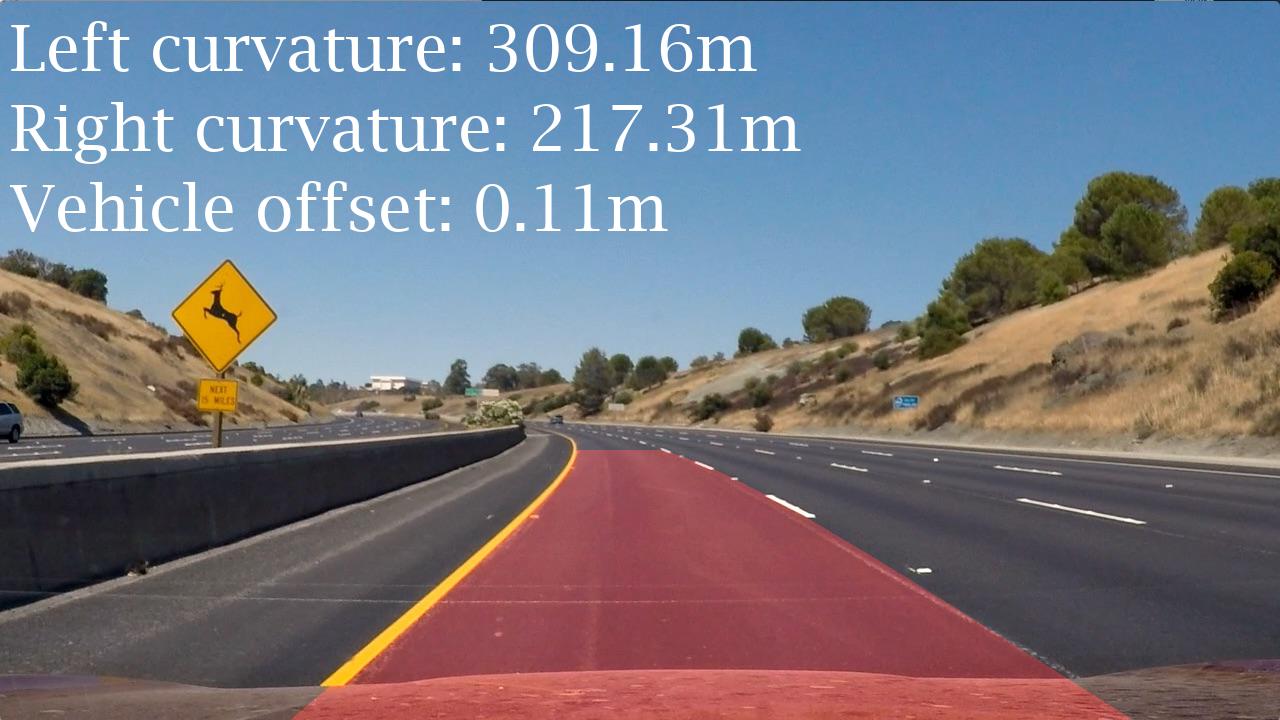 Left curvature: 309.16m
Right curvature: 217.31m
Vehicle offset: 0.11m
NEXT
15 MILES